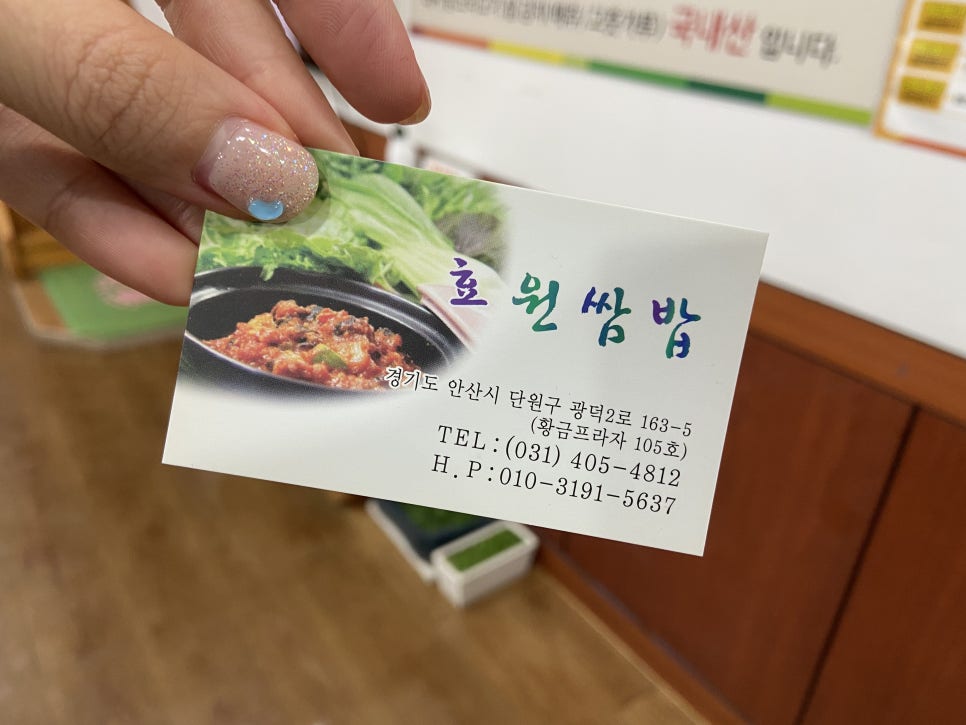 국내산 입니다.
효원쌈밥
경기도 안산시 단원구 광덕2로 163-5
(황금프라자 105호)
TEL:(031) 405-4812
H.P:010-3191-5637